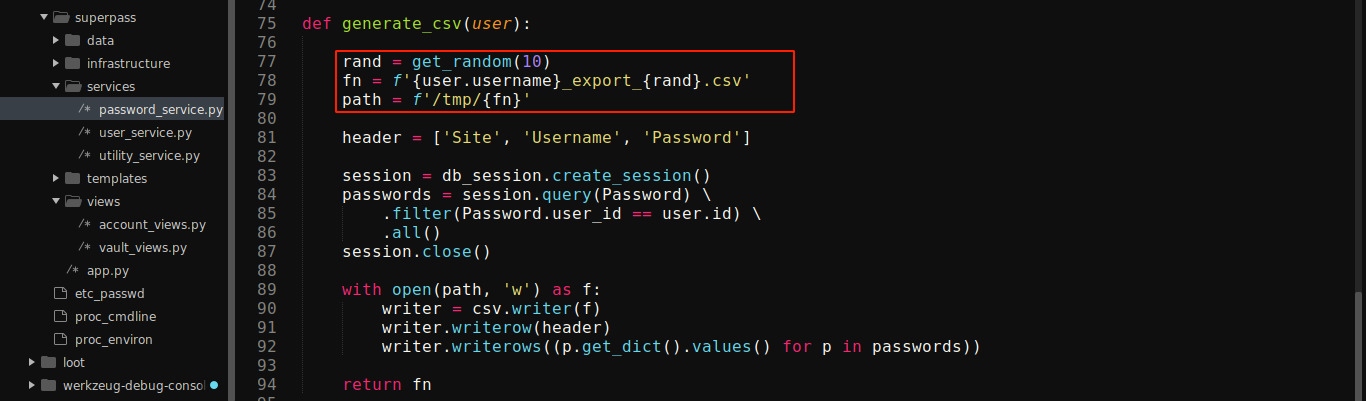 superpass
data
infrastructure
services
password_service.py
user_service.py
utility_service.py
templates
views
account_views.py
vault_views.py
app.py
etc_passwd
proc_cmdline
proc_environ
loot
werkzeug-debug-consol
74
75 def generate_csv(user):
76
77 rand = get_random(10)
78 fn = f'{user.username}_export_{rand}.csv'
79 path = f'/tmp/{fn}'
80
81 header = ['Site', 'Username', 'Password']
82
83 session = db_session.create_session()
84 passwords = session.query(Password) \
85 .filter(Password.user_id == user.id) \
86 .all()
87 session.close()
88
89 with open(path, 'w') as f:
90 writer = csv.writer(f)
91 writer.writerow(header)
92 writer.writerows((p.get_dict().values() for p in passwords))
93
94 return fn